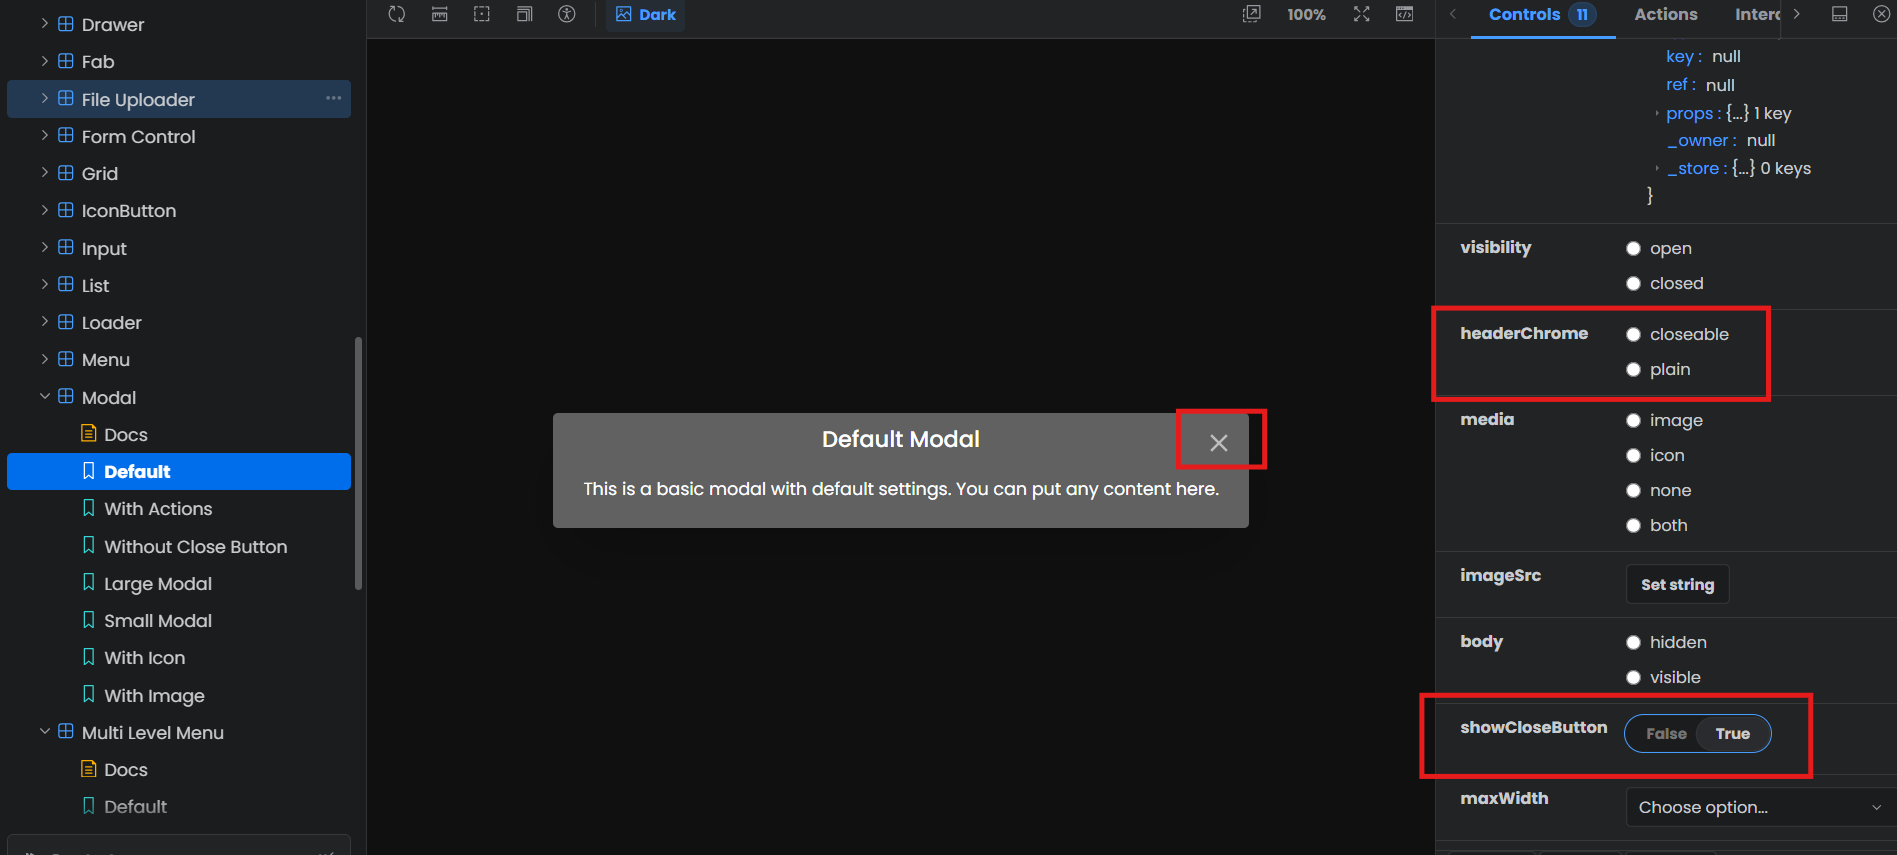 Drawer
Fab
File Uploader
Form Control
Grid
IconButton
Input
List
Loader
Menu
Modal
Docs
Default
With Actions
Without Close Button
Large Modal
Small Modal
With Icon
With Image
Multi Level Menu
Docs
Default
Dark
100%
Default Modal
This is a basic modal with default settings. You can put any content here.
Controls 11 Actions
key : null
ref : null
props : {...} 1 key
_owner : null
_store : {...} 0 keys
}
visibility
open
closed
headerChrome
closeable
plain
media
image
icon
none
both
imageSrc
Set string
body
hidden
visible
showCloseButton
False True
maxWidth
Choose option...